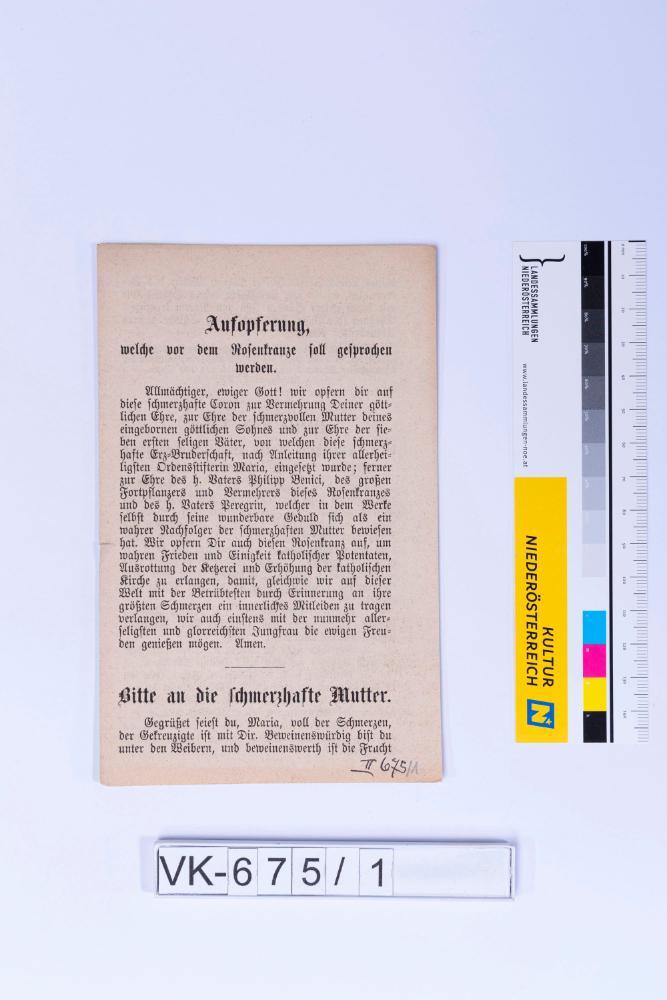 Aufopferung,
welche vor dem Rosenkranze soll gesprochen
werden.
Allmächtiger, ewiger Gott! wir opfern dir auf
diese schmerzhafte Coron zur Vermehrung Deiner gött-
lichen Ehre, zur Ehre der schmerzvollen Mutter deines
eingebornen göttlichen Sohnes und zur Ehre der sie-
ben ersten seligen Väter, von welchen diese schmerz-
hafte Erz-Bruderschaft, nach Anleitung ihrer allerhei-
ligsten Ordensstifterin Maria, eingesetzt wurde; ferner
zur Ehre des h. Vaters Philipp Benici, des großen
Fortpflanzers und Vermehrers dieses Rosenkranzes
und des h. Vaters Peregrin, welcher in dem Werke
selbst durch seine wunderbare Geduld sich als ein
wahrer Nachfolger der schmerzhaften Mutter bewiesen
hat. Wir opfern Dir auch diesen Rosenkranz auf, um
wahren Frieden und Einigkeit katholischer Potentaten,
Ausrottung der Ketzerei und Erhöhung der katholischen
Kirche zu erlangen, damit, gleichwie wir auf dieser
Welt mit der Betrübtesten durch Erinnerung an ihre
größten Schmerzen ein innerliches Mitleiden zu tragen
verlangen, wir auch einstens mit der nunmehr aller-
seligsten und glorreichsten Jungfrau die ewigen Freu-
den genießen mögen. Amen.
Bitte an die schmerzhafte Mutter.
Gegrüßet seiest du, Maria, voll der Schmerzen,
der Gekreuzigte ist mit Dir. Beweinenswürdig bist du
unter den Weibern, und beweinenswerth ist die Fracht
II 675/1
VK-675/1
LANDESSAMMLUNGEN
NIEDERÖSTERREICH
www.landessammlungen-noe.at
KULTUR
NIEDERÖSTERREICH
N